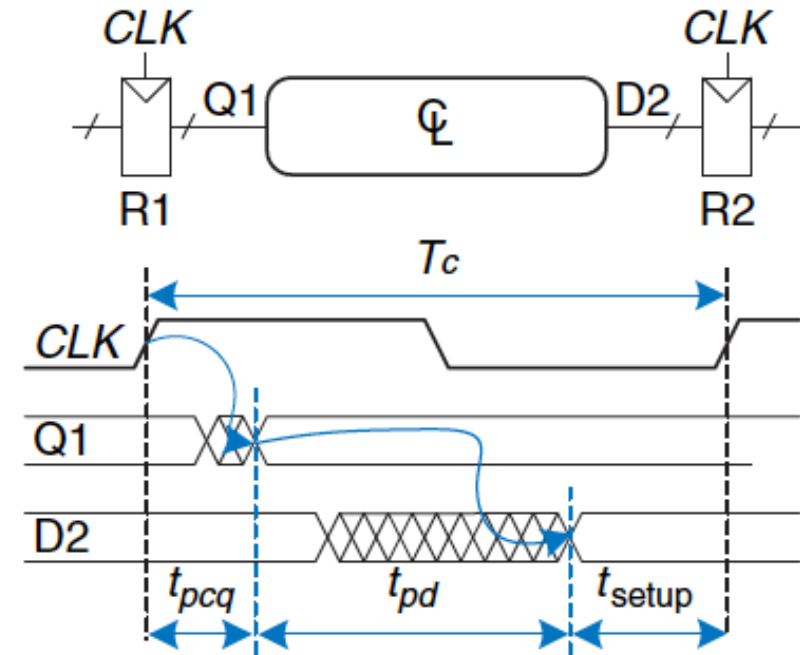 CLK CLK
Q1 CL D2
R1 R2
Tc
CLK
Q1
D2
tpcq tpd tsetup